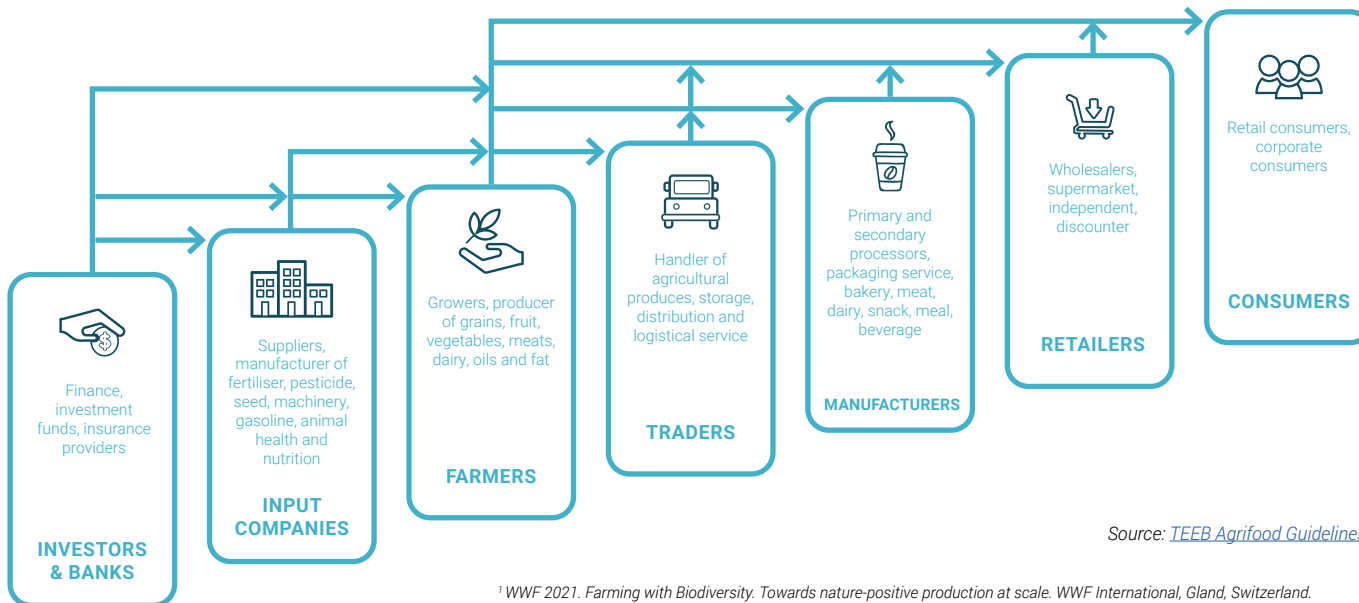 Finance,
investment
funds, insurance
providers
INVESTORS
& BANKS
Suppliers,
manufacturer of
fertiliser, pesticide,
seed, machinery,
gasoline, animal
health and
nutrition
INPUT
COMPANIES
Growers, producer
of grains, fruit,
vegetables, meats,
dairy, oils and fat
FARMERS
Handler of
agricultural
produces, storage,
distribution and
logistical service
TRADERS
Primary and
secondary
processors,
packaging service,
bakery, meat,
dairy, snack, meal,
beverage
MANUFACTURERS
Wholesalers,
supermarket,
independent,
discounter
RETAILERS
Retail consumers,
corporate
consumers
CONSUMERS
Source: TEEB Agrifood Guidelines
¹ WWF 2021. Farming with Biodiversity. Towards nature-positive production at scale. WWF International, Gland, Switzerland.